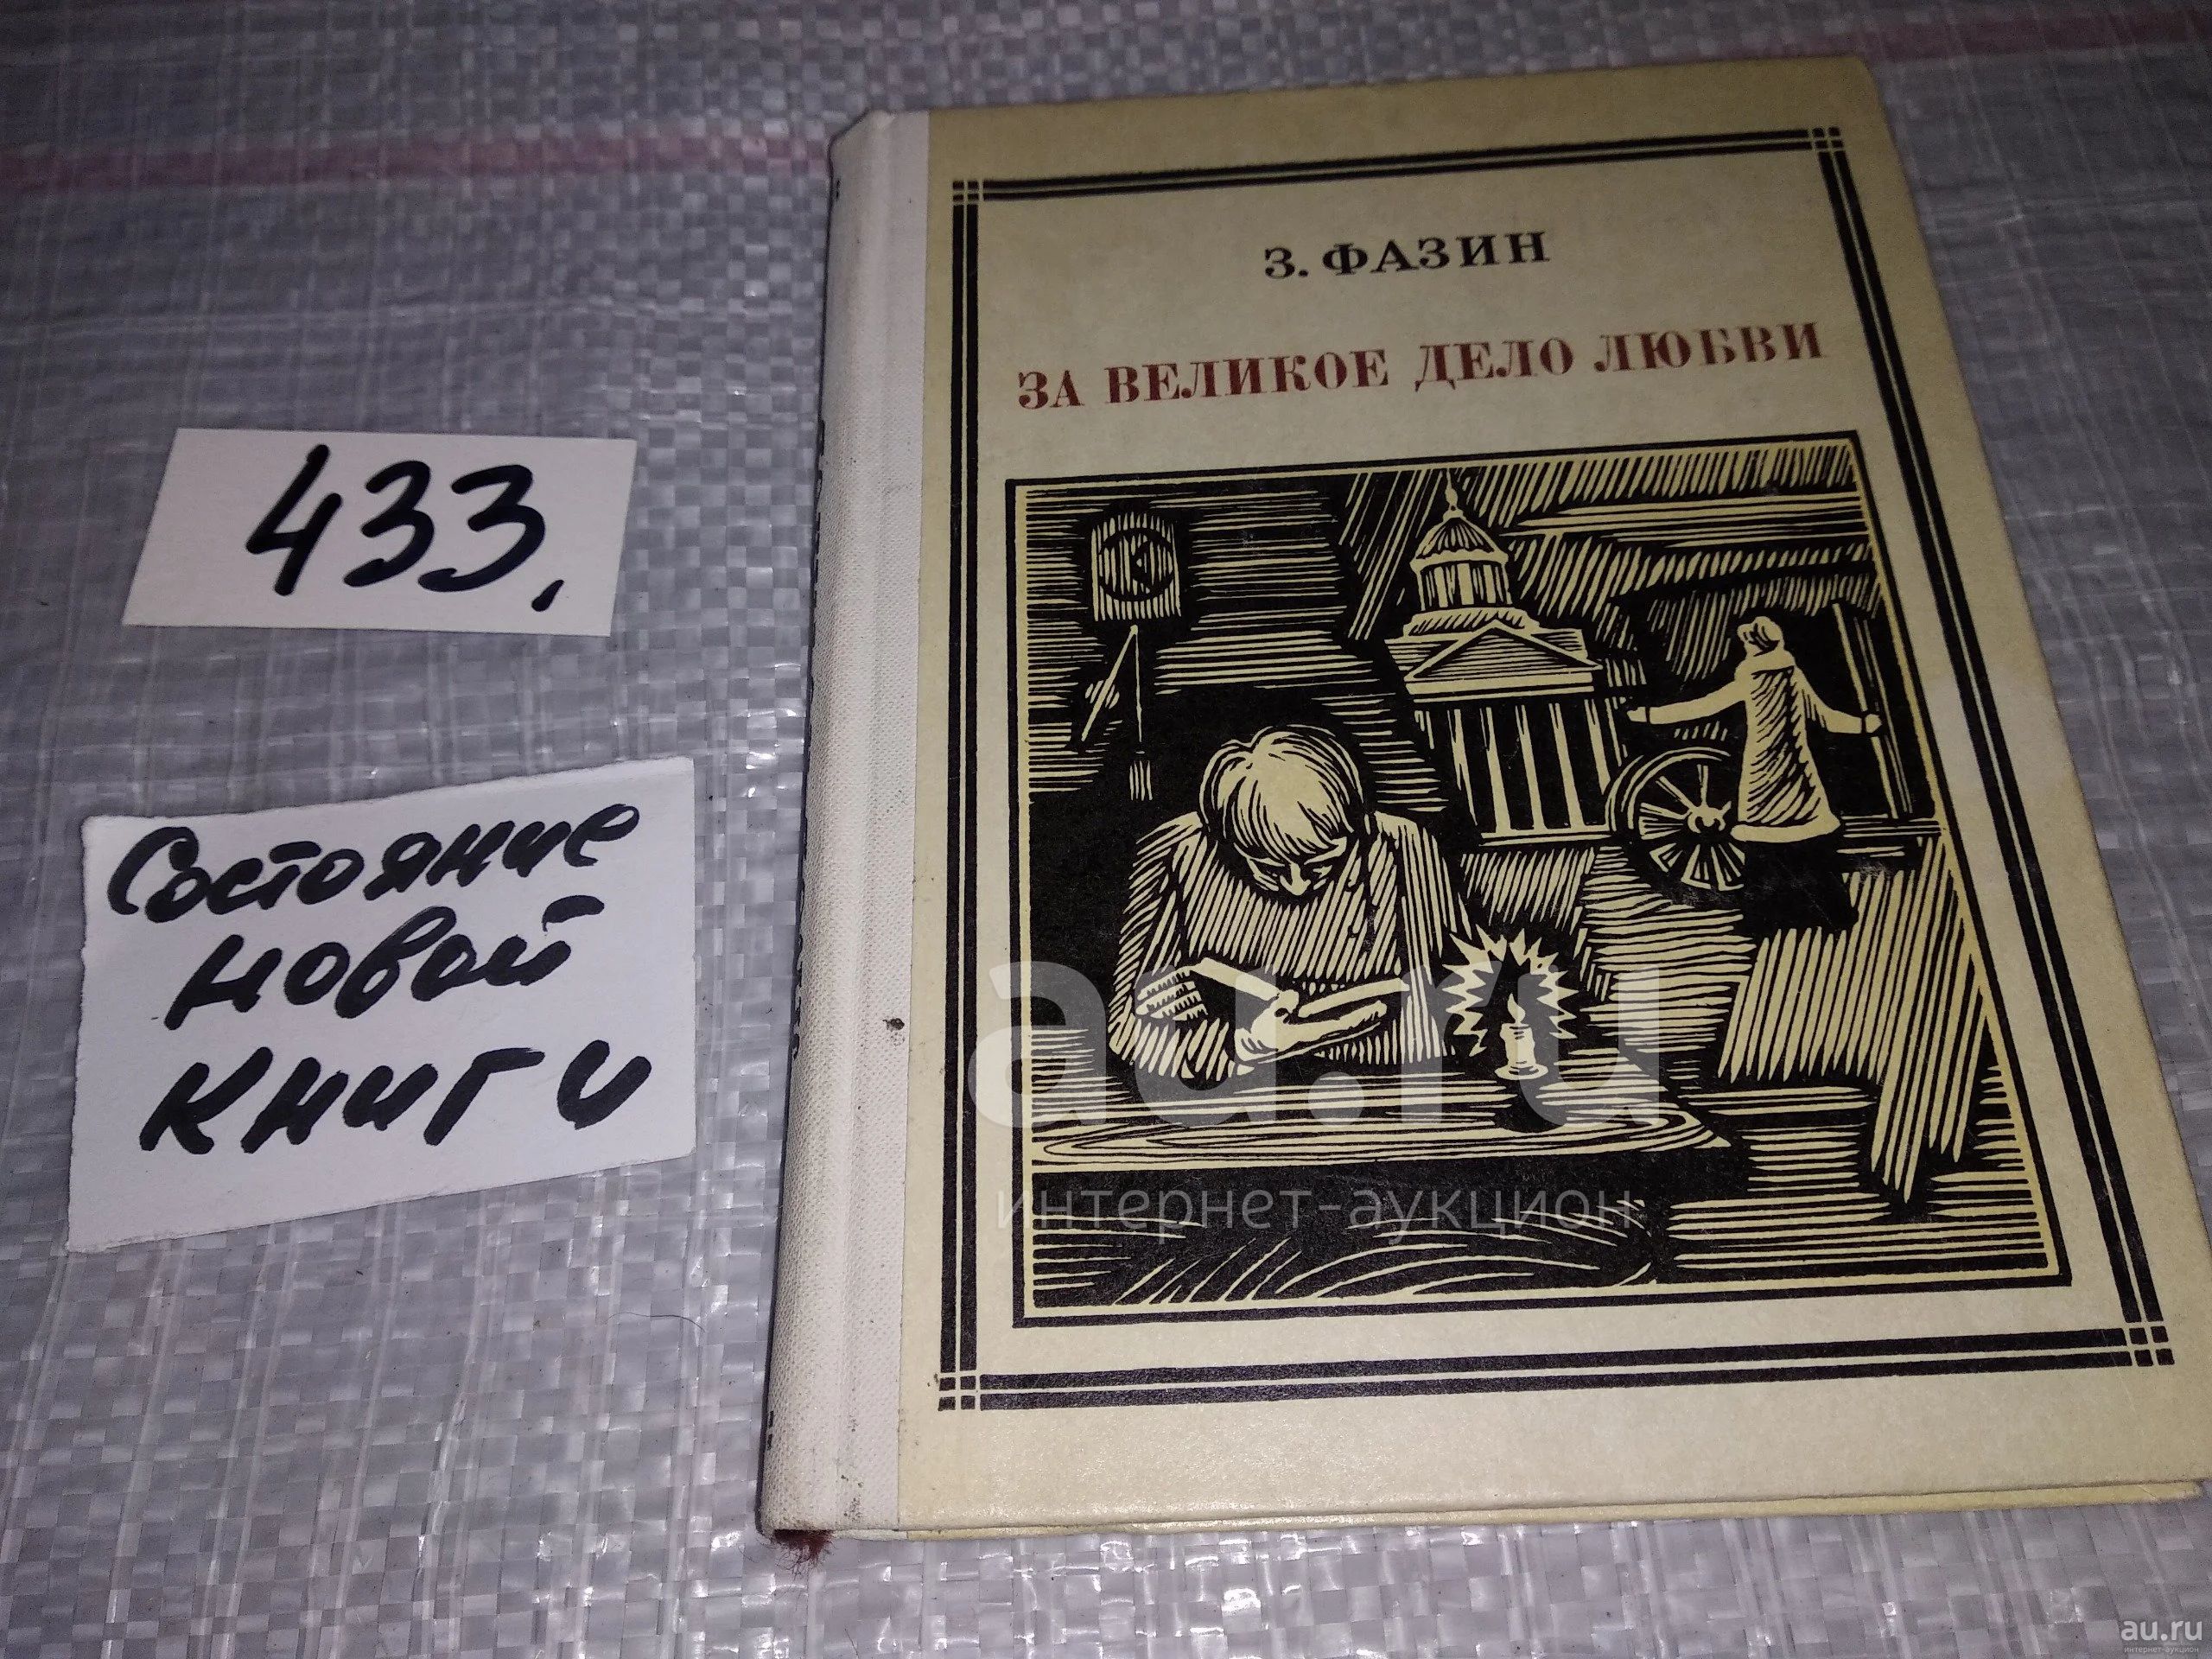 З. ФАЗИН
ЗА ВЕЛИКОЕ ДЕЛО ЛЮБВИ
433.
Состояние
новой
книги
au.ru
интернет-аукцион
au.ru
интернет-аукцион